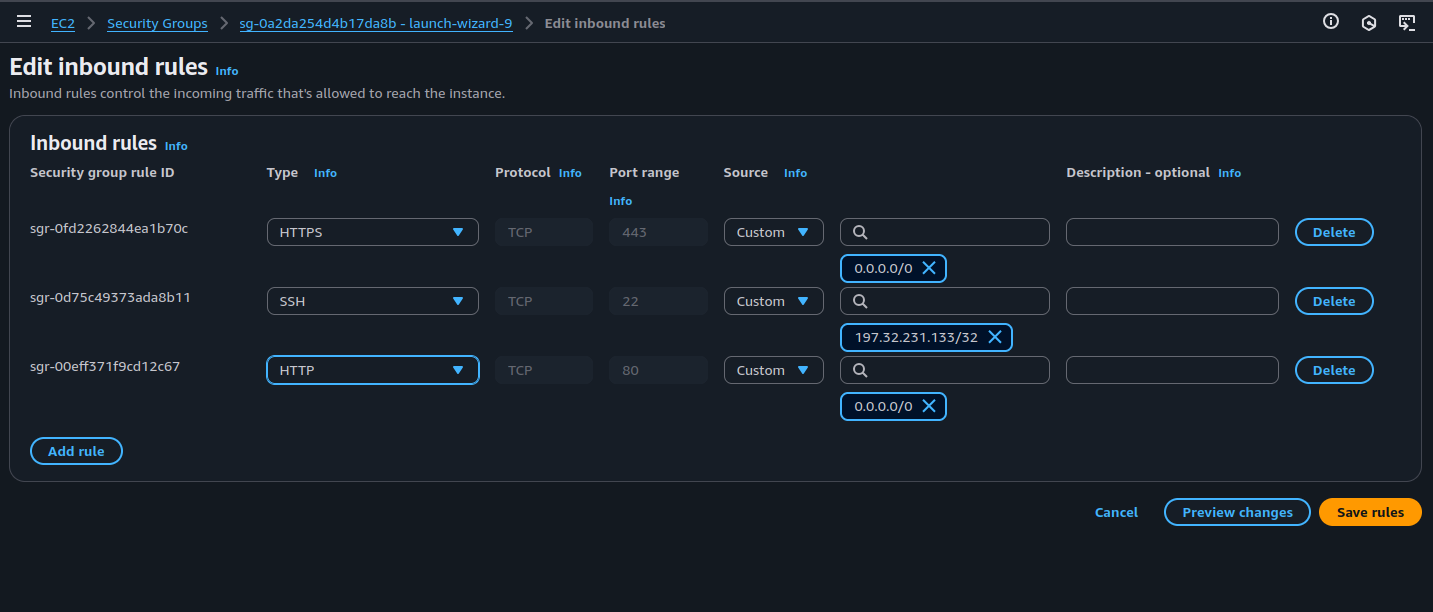 EC2 > Security Groups > sg-0a2da254d4b17da8b - launch-wizard-9 > Edit inbound rules
Edit inbound rules Info
Inbound rules control the incoming traffic that's allowed to reach the instance.
Inbound rules Info
Security group rule ID Type Info Protocol Info Port range Source Info Description - optional Info
Info
sgr-0fd2262844ea1b70c HTTPS TCP 443 Custom Delete
0.0.0.0/0
sgr-0d75c49373ada8b11 SSH TCP 22 Custom Delete
197.32.231.133/32
sgr-00eff371f9cd12c67 HTTP TCP 80 Custom Delete
0.0.0.0/0
Add rule
Cancel Preview changes Save rules